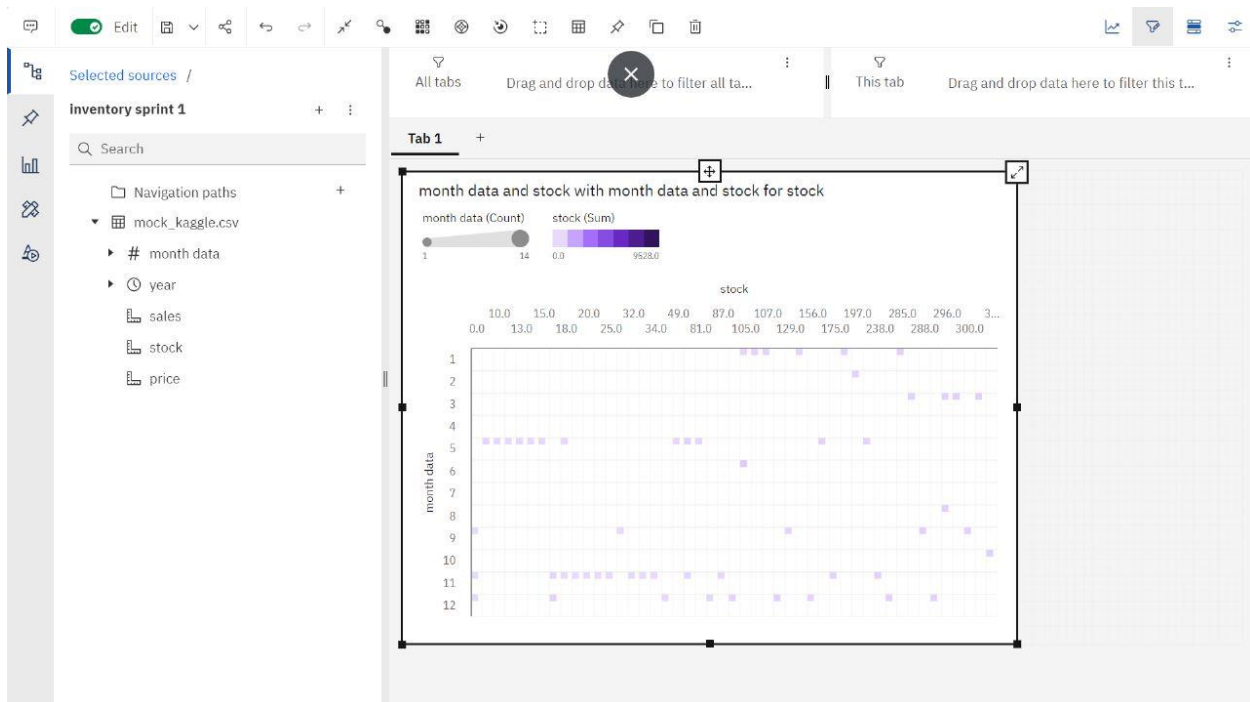 Edit
Selected sources /
inventory sprint 1
Search
Navigation paths
mock_kaggle.csv
month data
year
sales
stock
price
All tabs
Drag and drop data here to filter all ta...
This tab
Drag and drop data here to filter this t...
Tab 1
month data and stock with month data and stock for stock
month data (Count) stock (Sum)
1 14 0.0 9528.0
stock
10.0 15.0 20.0 32.0 49.0 87.0 107.0 156.0 197.0 285.0 296.0 3...
0.0 13.0 18.0 25.0 34.0 81.0 105.0 129.0 175.0 238.0 288.0 300.0
month data
1
2
3
4
5
6
7
8
9
10
11
12